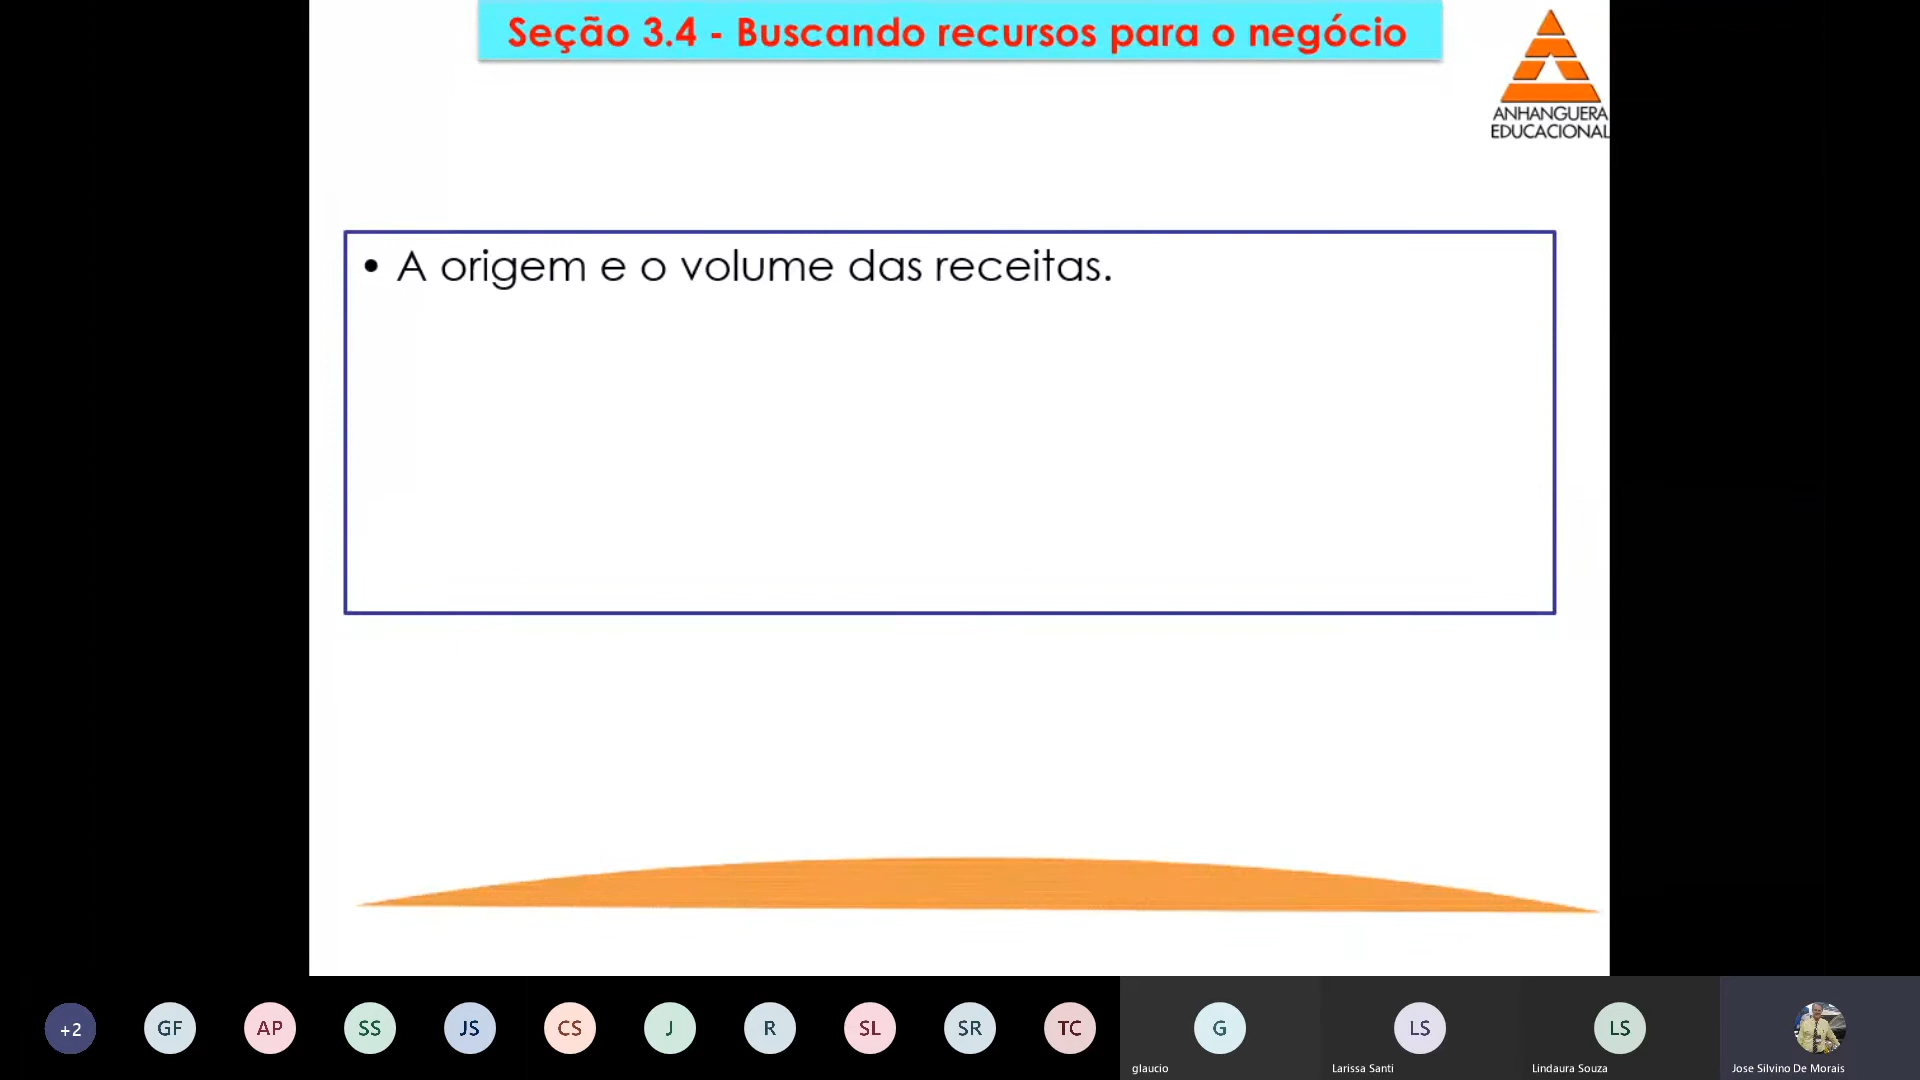 Seção 3.4 - Buscando recursos para o negócio
ANHANGUERA
EDUCACIONAL
• A origem e o volume das receitas.
+2
GF
AP
SS
JS
CS
J
R
SL
SR
TC
G
LS
LS
glaucio
Larissa Santi
Lindaura Souza
Jose Silvino De Morais